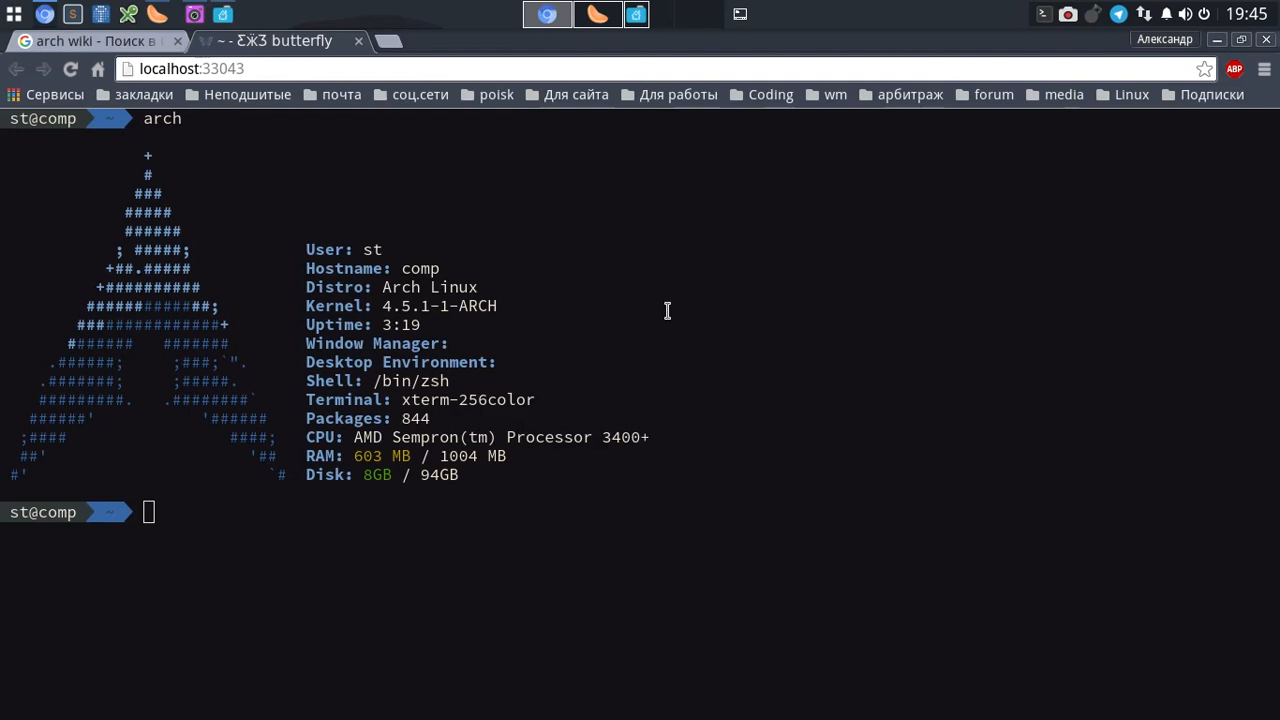 19:45
arch wiki - Поиск в G
~ - ƸӜƷ butterfly
Александр
localhost:33043
ABP
Сервисы закладки Неподшитые почта соц.сети poisk Для сайта Для работы Coding wm арбитраж forum media Linux Подписки
st@comp ~ arch
+
#
###
#####
######
; #####;
+##.#####
+##########
#############;
###############+
#######   #######
.######;     ;###;`".
.#######;     ;#####.
#########.   .########`
######'           '######
;####                 ####;
##'                     '##
#'                         `#
User: st
Hostname: comp
Distro: Arch Linux
Kernel: 4.5.1-1-ARCH
Uptime: 3:19
Window Manager:
Desktop Environment:
Shell: /bin/zsh
Terminal: xterm-256color
Packages: 844
CPU: AMD Sempron(tm) Processor 3400+
RAM: 603 MB / 1004 MB
Disk: 8GB / 94GB
st@comp ~